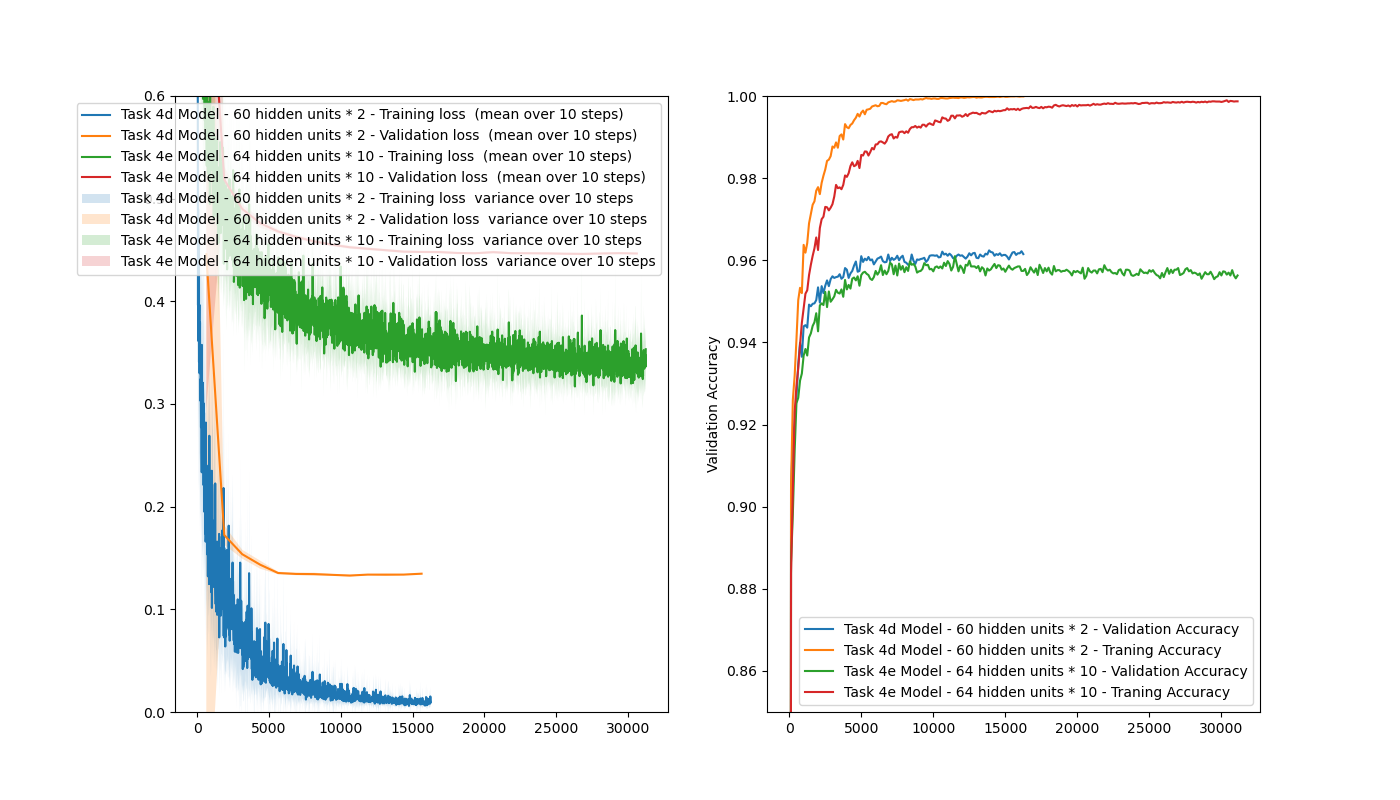 0.6
0.4
0.3
0.2
0.1
0.0
Task 4d Model - 60 hidden units * 2 - Training loss (mean over 10 steps)
Task 4d Model - 60 hidden units * 2 - Validation loss (mean over 10 steps)
Task 4e Model - 64 hidden units * 10 - Training loss (mean over 10 steps)
Task 4e Model - 64 hidden units * 10 - Validation loss (mean over 10 steps)
Task 4d Model - 60 hidden units * 2 - Training loss variance over 10 steps
Task 4d Model - 60 hidden units * 2 - Validation loss variance over 10 steps
Task 4e Model - 64 hidden units * 10 - Training loss variance over 10 steps
Task 4e Model - 64 hidden units * 10 - Validation loss variance over 10 steps
0 5000 10000 15000 20000 25000 30000
Validation Accuracy
1.00
0.98
0.96
0.94
0.92
0.90
0.88
0.86
Task 4d Model - 60 hidden units * 2 - Validation Accuracy
Task 4d Model - 60 hidden units * 2 - Traning Accuracy
Task 4e Model - 64 hidden units * 10 - Validation Accuracy
Task 4e Model - 64 hidden units * 10 - Traning Accuracy
0 5000 10000 15000 20000 25000 30000